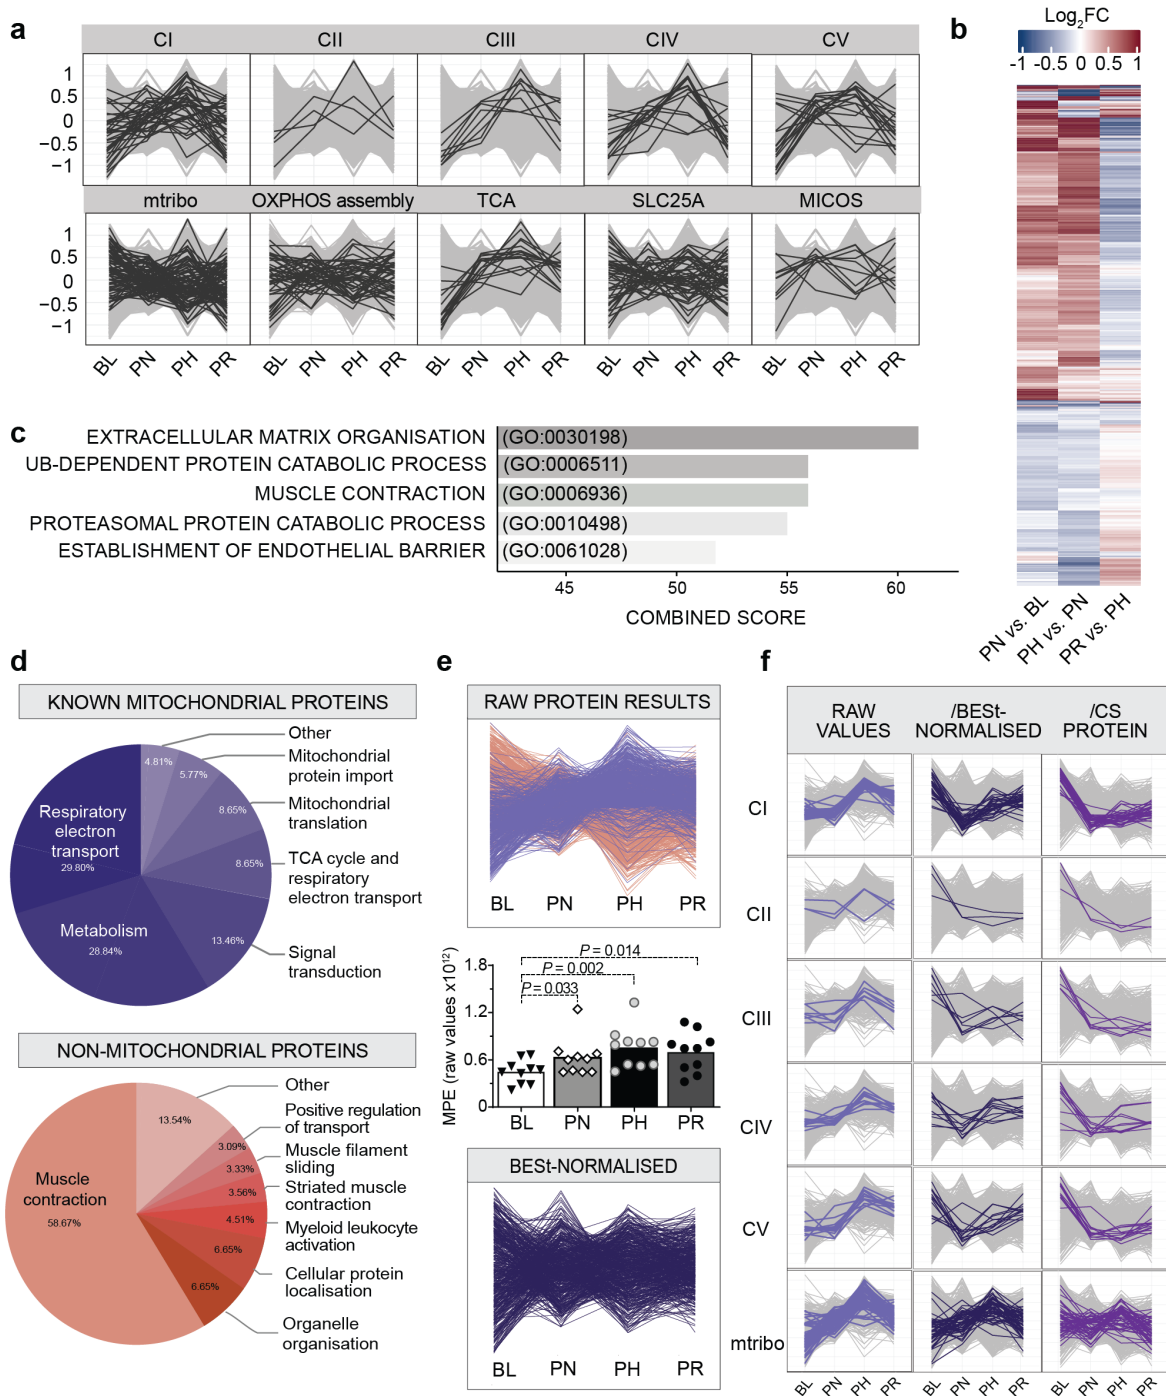 a
CI CII CIII CIV CV
1
0.5
0
−0.5
−1
mtribo OXPHOS assembly TCA SLC25A MICOS
1
0.5
0
−0.5
−1
BL PN PH PR BL PN PH PR BL PN PH PR BL PN PH PR BL PN PH PR
b
Log2FC
-1 -0.5 0 0.5 1
PN vs. BL
PH vs. PN
PR vs. PH
c
EXTRACELLULAR MATRIX ORGANISATION (GO:0030198)
UB-DEPENDENT PROTEIN CATABOLIC PROCESS (GO:0006511)
MUSCLE CONTRACTION (GO:0006936)
PROTEASOMAL PROTEIN CATABOLIC PROCESS (GO:0010498)
ESTABLISHMENT OF ENDOTHELIAL BARRIER (GO:0061028)
45 50 55 60
COMBINED SCORE
d
KNOWN MITOCHONDRIAL PROTEINS
Other
4.81%
Mitochondrial
protein import
5.77%
Mitochondrial
translation
8.65%
TCA cycle and
respiratory
electron transport
8.65%
Signal
transduction
13.46%
Metabolism
28.84%
Respiratory
electron
transport
29.80%
NON-MITOCHONDRIAL PROTEINS
Other
13.54%
Positive regulation
of transport
3.09%
Muscle filament
sliding
3.33%
Striated muscle
contraction
3.56%
Myeloid leukocyte
activation
4.51%
Cellular protein
localisation
6.65%
Organelle
organisation
6.65%
Muscle
contraction
58.67%
e
RAW PROTEIN RESULTS
BL PN PH PR
MPE (raw values x10¹²)
1.8
1.2
0.6
0
P = 0.014
P = 0.002
P = 0.033
BL PN PH PR
BESt-NORMALISED
BL PN PH PR
f
RAW
VALUES
/BESt-
NORMALISED
/CS
PROTEIN
CI
CII
CIII
CIV
CV
mtribo
BL PN PH PR BL PN PH PR BL PN PH PR